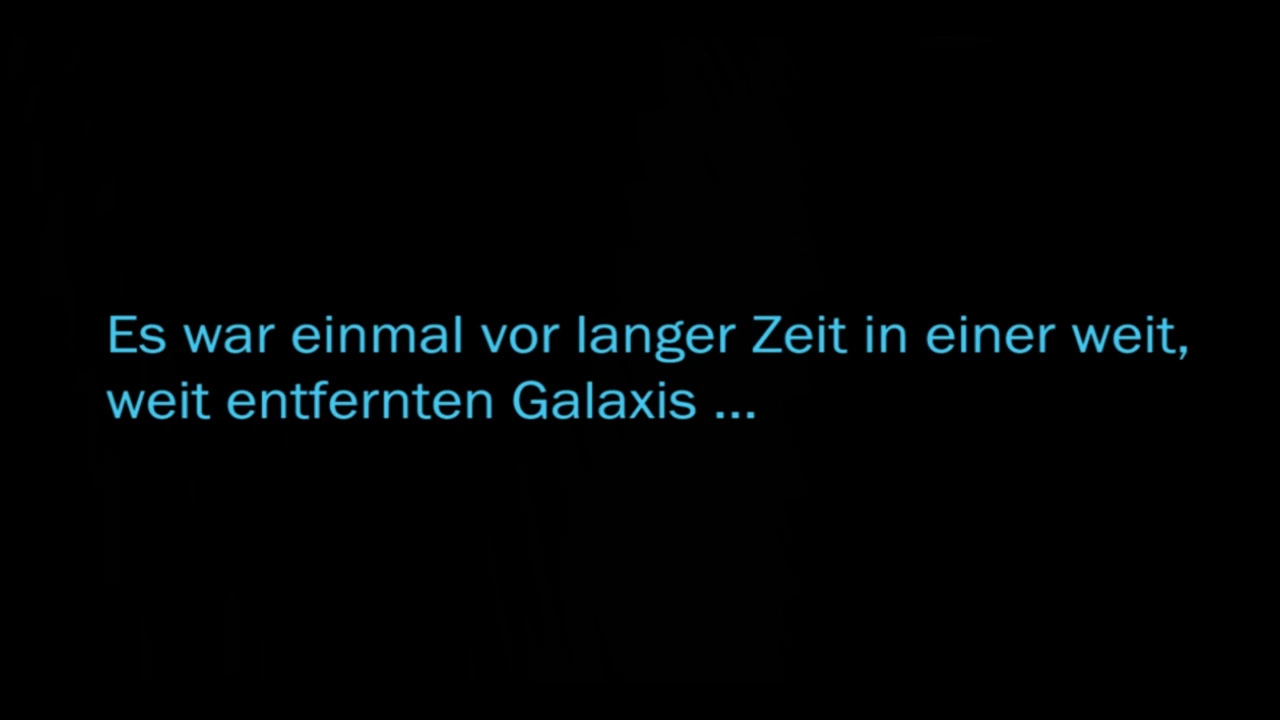 Es war einmal vor langer Zeit in einer weit,
weit entfernten Galaxis ...